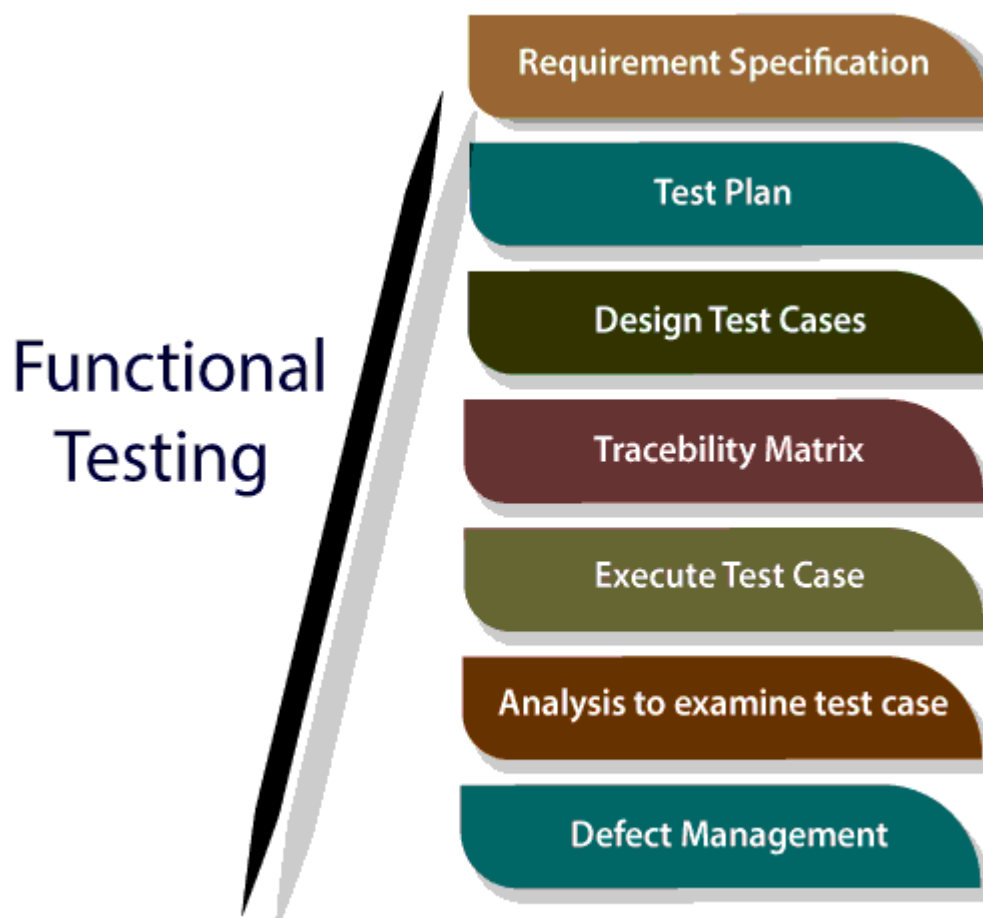 Functional
Testing
Requirement Specification
Test Plan
Design Test Cases
Tracebility Matrix
Execute Test Case
Analysis to examine test case
Defect Management